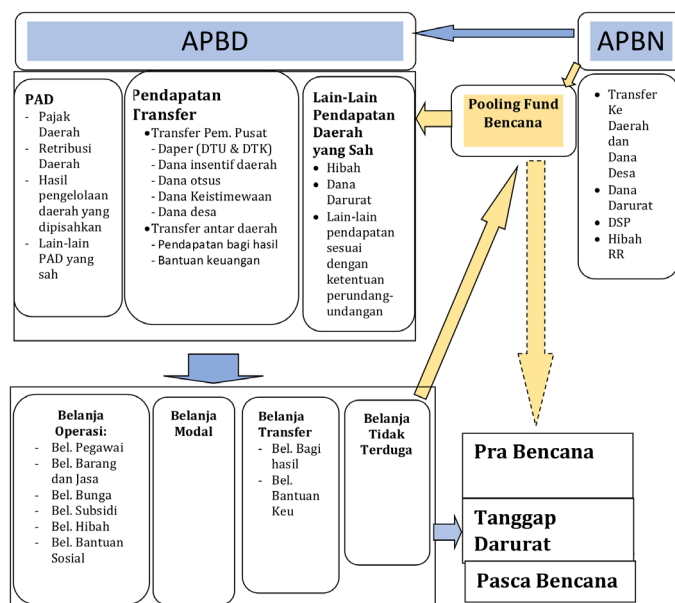 APBD
APBN
PAD
- Pajak
Daerah
- Retribusi
Daerah
- Hasil
pengelolaan
daerah yang
dipisahkan
- Lain-lain
PAD yang
sah
Pendapatan
Transfer
•Transfer Pem. Pusat
- Daper (DTU & DTK)
- Dana insentif daerah
- Dana otsus
- Dana Keistimewaan
- Dana desa
•Transfer antar daerah
- Pendapatan bagi hasil
- Bantuan keuangan
Lain-Lain
Pendapatan
Daerah
yang Sah
• Hibah
• Dana
Darurat
• Lain-lain
pendapatan
sesuai
dengan
ketentuan
perundang-
undangan
Pooling Fund
Bencana
• Transfer
Ke
Daerah
dan
Dana
Desa
• Dana
Darurat
• DSP
• Hibah
RR
Belanja
Operasi:
- Bel. Pegawai
- Bel. Barang
dan Jasa
- Bel. Bunga
- Bel. Subsidi
- Bel. Hibah
- Bel. Bantuan
Sosial
Belanja
Modal
Belanja
Transfer
- Bel. Bagi
hasil
- Bel.
Bantuan
Keu
Belanja
Tidak
Terduga
Pra Bencana
Tanggap
Darurat
Pasca Bencana